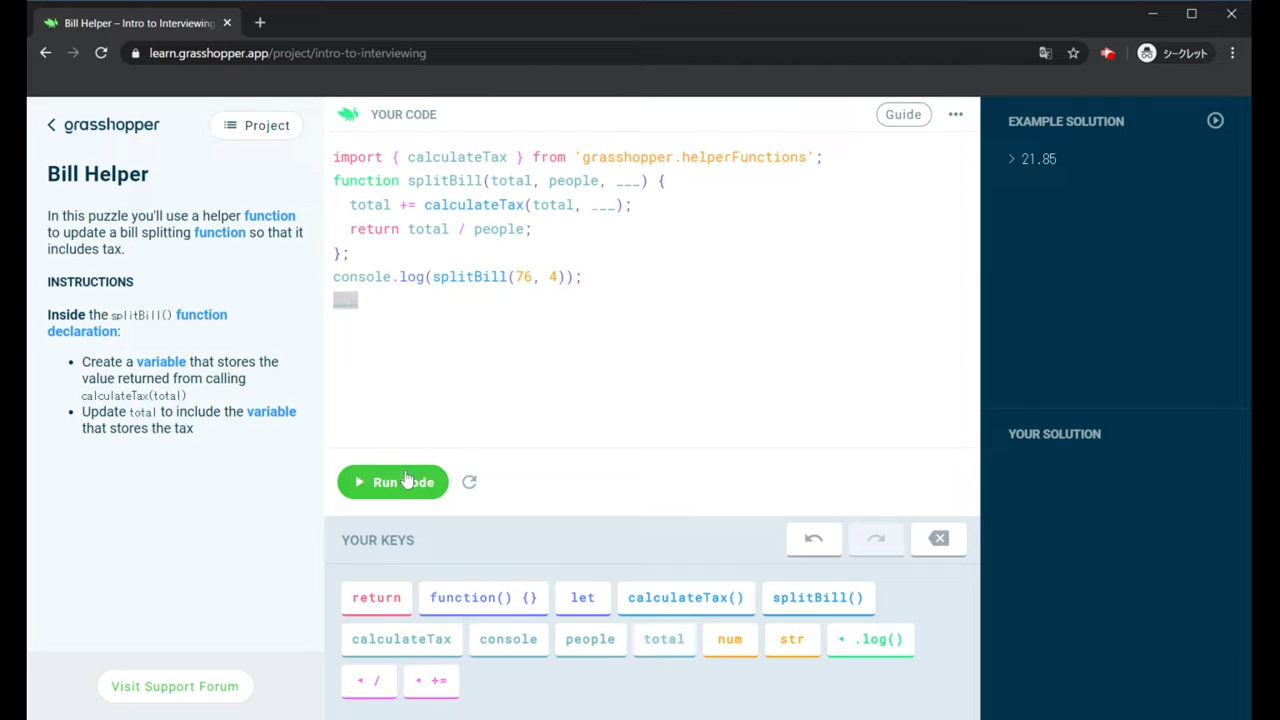 Bill Helper – Intro to Interviewing
learn.grasshopper.app/project/intro-to-interviewing
シークレット
grasshopper
Project
Bill Helper
In this puzzle you'll use a helper function
to update a bill splitting function so that it
includes tax.
INSTRUCTIONS
Inside the splitBill() function
declaration:
• Create a variable that stores the
value returned from calling
calculateTax(total)
• Update total to include the variable
that stores the tax
Visit Support Forum
YOUR CODE
Guide
import { calculateTax } from 'grasshopper.helperFunctions';
function splitBill(total, people, ___) {
total += calculateTax(total, ___);
return total / people;
};
console.log(splitBill(76, 4));
___
Run Code
YOUR KEYS
return
function() {}
let
calculateTax()
splitBill()
calculateTax
console
people
total
num
str
.log()
/
+=
EXAMPLE SOLUTION
> 21.85
YOUR SOLUTION